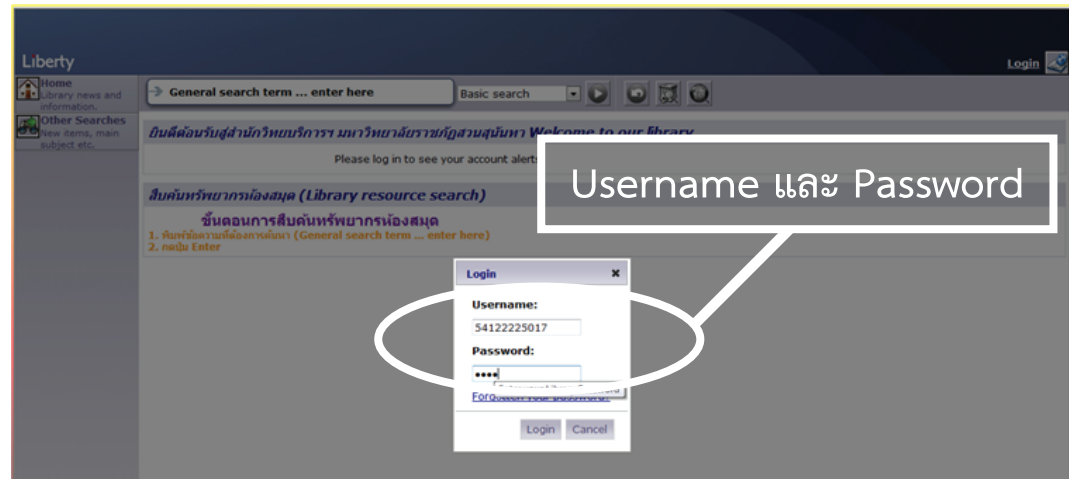 Liberty
Login
Home
Library news and
information.
General search term ... enter here
Basic search
Other Searches
New items, main
subject etc.
ยินดีต้อนรับสู่สำนักวิทยบริการฯ มหาวิทยาลัยราชภัฏสวนสุนันทา Welcome to our library
Please log in to see your account alerts
Username และ Password
สืบค้นทรัพยากรห้องสมุด (Library resource search)
ขั้นตอนการสืบค้นทรัพยากรห้องสมุด
1. พิมพ์ข้อความที่ต้องการค้นหา (General search term ... enter here)
2. กดปุ่ม Enter
Login
Username:
54122225017
Password:
Forgotten your password?
Login Cancel